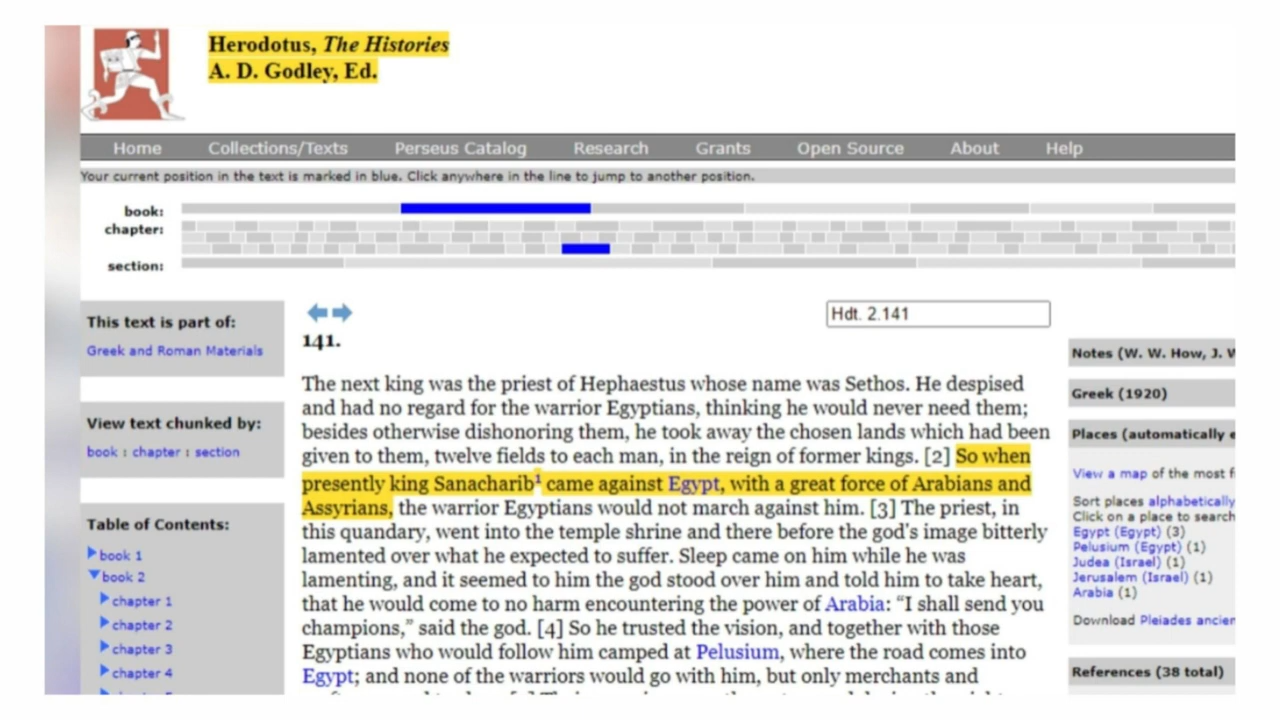 Herodotus, The Histories
A. D. Godley, Ed.
Home Collections/Texts Perseus Catalog Research Grants Open Source About Help
Your current position in the text is marked in blue. Click anywhere in the line to jump to another position.
book:
chapter:
section:
This text is part of:
Greek and Roman Materials
View text chunked by:
book : chapter : section
Table of Contents:
book 1
book 2
chapter 1
chapter 2
chapter 3
chapter 4
Hdt. 2.141
141.
The next king was the priest of Hephaestus whose name was Sethos. He despised
and had no regard for the warrior Egyptians, thinking he would never need them;
besides otherwise dishonoring them, he took away the chosen lands which had been
given to them, twelve fields to each man, in the reign of former kings. [2] So when
presently king Sanacharib1 came against Egypt, with a great force of Arabians and
Assyrians, the warrior Egyptians would not march against him. [3] The priest, in
this quandary, went into the temple shrine and there before the god's image bitterly
lamented over what he expected to suffer. Sleep came on him while he was
lamenting, and it seemed to him the god stood over him and told him to take heart,
that he would come to no harm encountering the power of Arabia: “I shall send you
champions,” said the god. [4] So he trusted the vision, and together with those
Egyptians who would follow him camped at Pelusium, where the road comes into
Egypt; and none of the warriors would go with him, but only merchants and
Notes (W. W. How, J. W
Greek (1920)
Places (automatically e
View a map of the most f
Sort places alphabetically
Click on a place to search
Egypt (Egypt) (3)
Pelusium (Egypt) (1)
Judea (Israel) (1)
Jerusalem (Israel) (1)
Arabia (1)
Download Pleiades ancien
References (38 total)